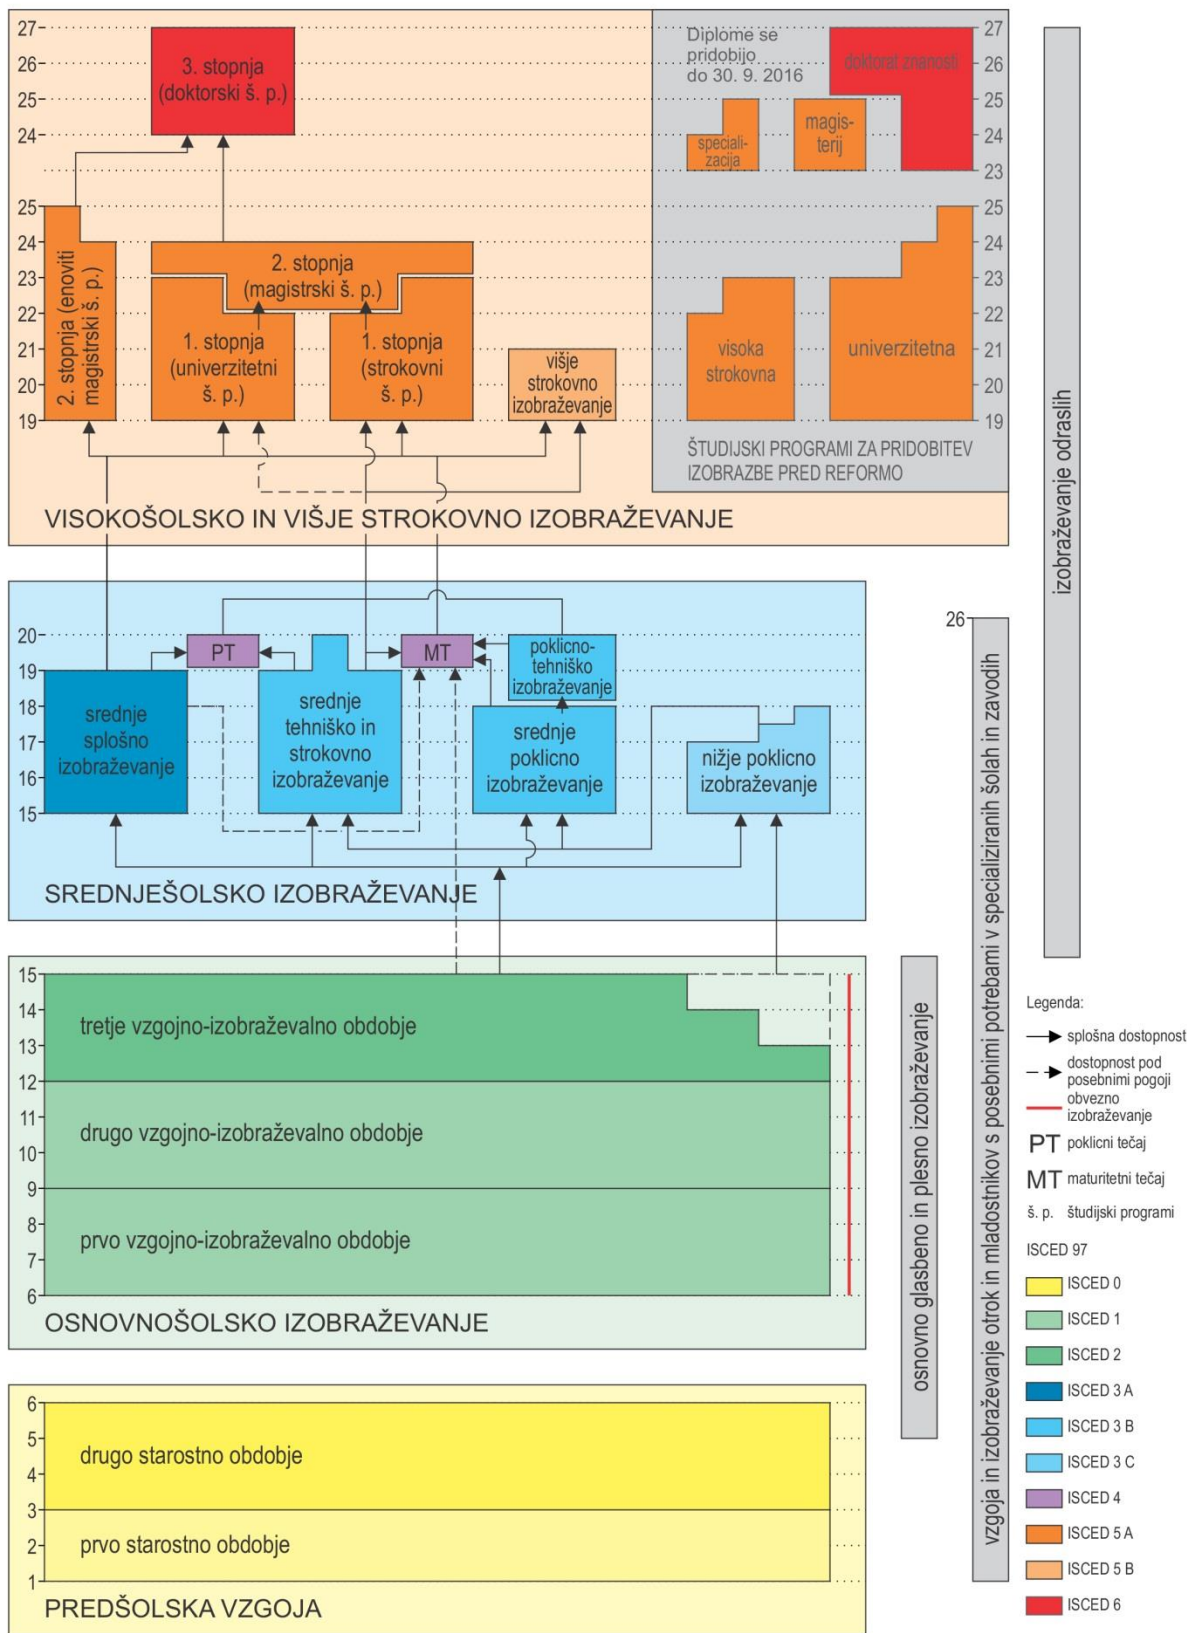 27
26
25
24
25
24
23
22
21
20
19
3. stopnja
(doktorski š. p.)
2. stopnja (enoviti
magistrski š. p.)
2. stopnja
(magistrski š. p.)
1. stopnja
(univerzitetni
š. p.)
1. stopnja
(strokovni
š. p.)
višje
strokovno
izobraževanje
Diplome se
pridobijo
do 30. 9. 2016
doktorat znanosti
speciali-
zacija
magis-
terij
visoka
strokovna
univerzitetna
27
26
25
24
23
25
24
23
22
21
20
19
ŠTUDIJSKI PROGRAMI ZA PRIDOBITEV
IZOBRAZBE PRED REFORMO
VISOKOŠOLSKO IN VIŠJE STROKOVNO IZOBRAŽEVANJE
izobraževanje odraslih
20
19
18
17
16
15
PT
MT
poklicno-
tehniško
izobraževanje
srednje
splošno
izobraževanje
srednje
tehniško in
strokovno
izobraževanje
srednje
poklicno
izobraževanje
nižje poklicno
izobraževanje
SREDNJEŠOLSKO IZOBRAŽEVANJE
26
vzgoja in izobraževanje otrok in mladostnikov s posebnimi potrebami v specializiranih šolah in zavodih
15
14
13
12
11
10
9
8
7
6
tretje vzgojno-izobraževalno obdobje
drugo vzgojno-izobraževalno obdobje
prvo vzgojno-izobraževalno obdobje
OSNOVNOŠOLSKO IZOBRAŽEVANJE
osnovno glasbeno in plesno izobraževanje
6
5
4
3
2
1
drugo starostno obdobje
prvo starostno obdobje
PREDŠOLSKA VZGOJA
Legenda:
splošna dostopnost
dostopnost pod
posebnimi pogoji
obvezno
izobraževanje
PT poklicni tečaj
MT maturitetni tečaj
š. p. študijski programi
ISCED 97
ISCED 0
ISCED 1
ISCED 2
ISCED 3 A
ISCED 3 B
ISCED 3 C
ISCED 4
ISCED 5 A
ISCED 5 B
ISCED 6